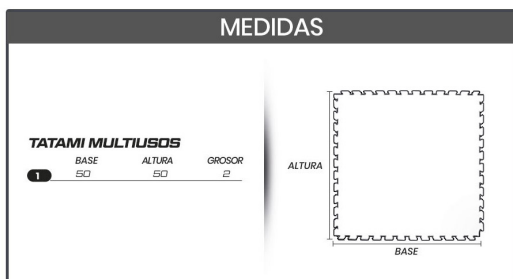 MEDIDAS
TATAMI MULTIUSOS
BASE ALTURA GROSOR
1 50 50 2
ALTURA
BASE